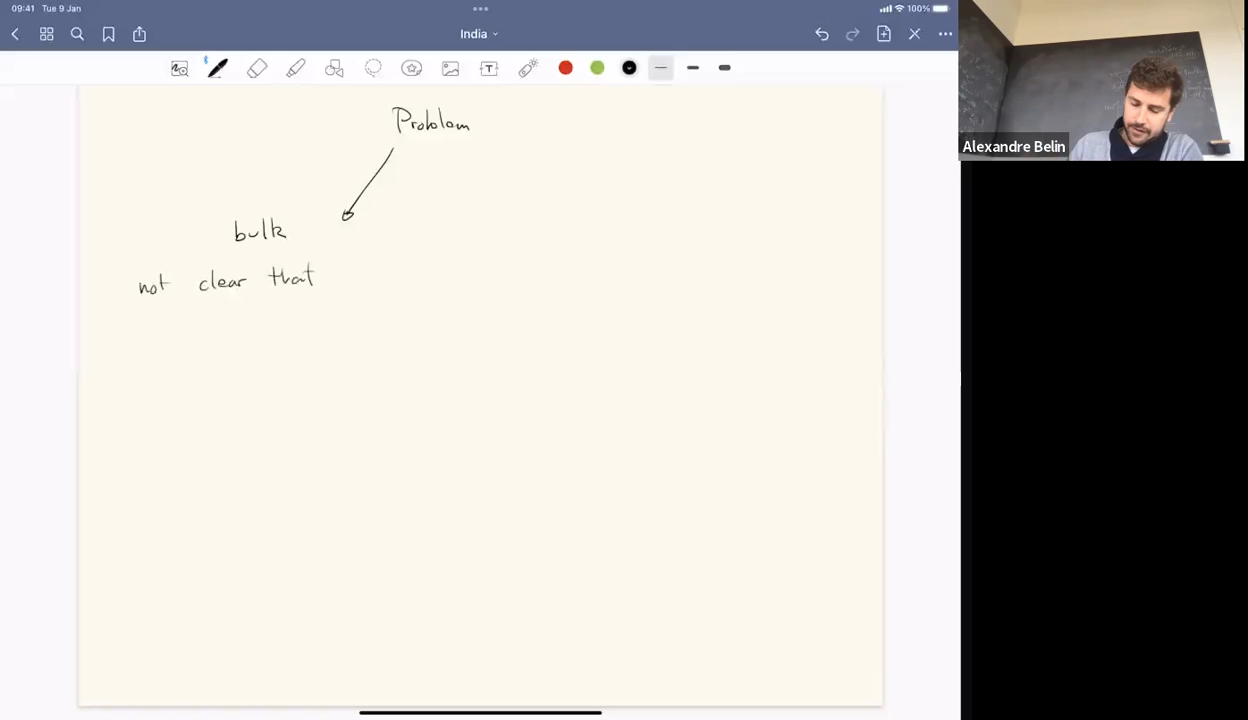 09:41 Tue 9 Jan
100%
India
T
Alexandre Belin
Problem
bulk
not clear that